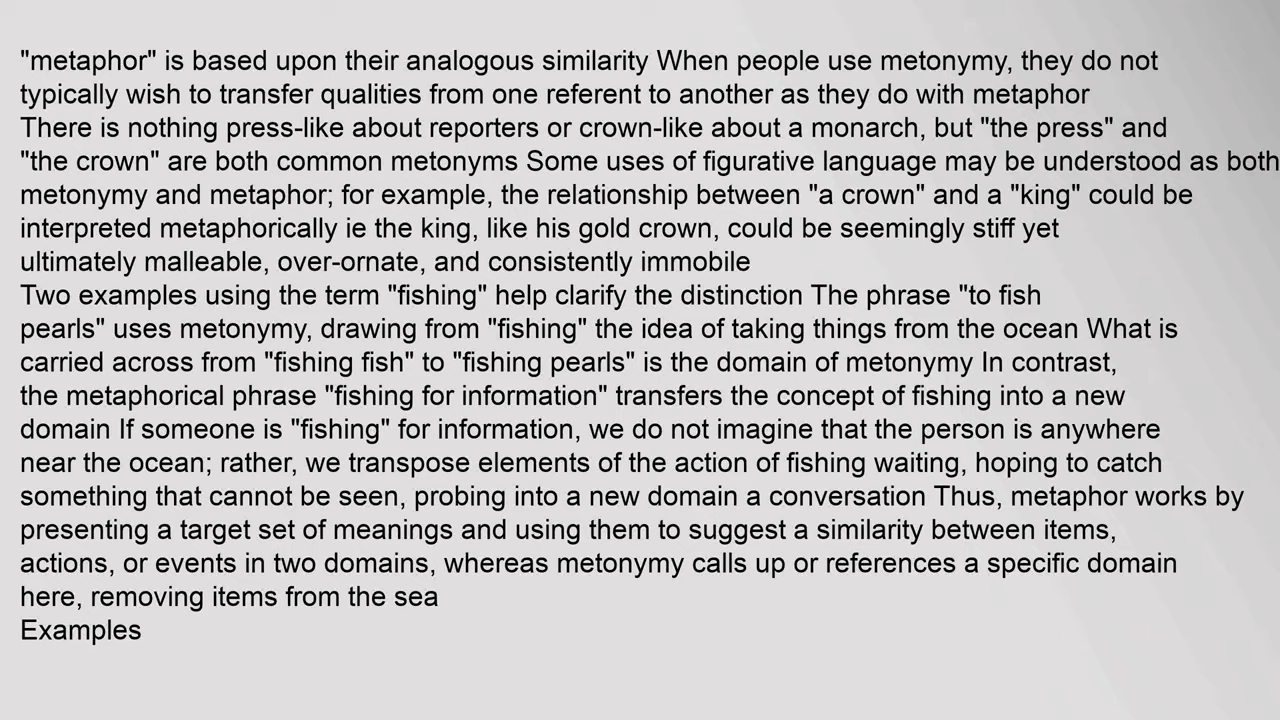 "metaphor" is based upon their analogous similarity When people use metonymy, they do not
typically wish to transfer qualities from one referent to another as they do with metaphor
There is nothing press-like about reporters or crown-like about a monarch, but "the press" and
"the crown" are both common metonyms Some uses of figurative language may be understood as both
metonymy and metaphor; for example, the relationship between "a crown" and a "king" could be
interpreted metaphorically ie the king, like his gold crown, could be seemingly stiff yet
ultimately malleable, over-ornate, and consistently immobile
Two examples using the term "fishing" help clarify the distinction The phrase "to fish
pearls" uses metonymy, drawing from "fishing" the idea of taking things from the ocean What is
carried across from "fishing fish" to "fishing pearls" is the domain of metonymy In contrast,
the metaphorical phrase "fishing for information" transfers the concept of fishing into a new
domain If someone is "fishing" for information, we do not imagine that the person is anywhere
near the ocean; rather, we transpose elements of the action of fishing waiting, hoping to catch
something that cannot be seen, probing into a new domain a conversation Thus, metaphor works by
presenting a target set of meanings and using them to suggest a similarity between items,
actions, or events in two domains, whereas metonymy calls up or references a specific domain
here, removing items from the sea
Examples